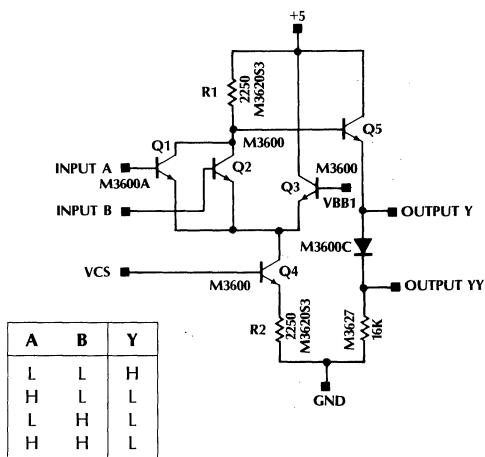 +5
R1
2250
M3620S3
Q1
M3600
Q5
INPUT A
M3600A
Q2
Q3
M3600
VBB1
INPUT B
OUTPUT Y
M3600C
VCS
Q4
M3600
OUTPUT YY
R2
2250
M3620S3
M3627
16K
GND
A B Y
L L H
H L L
L H L
H H L